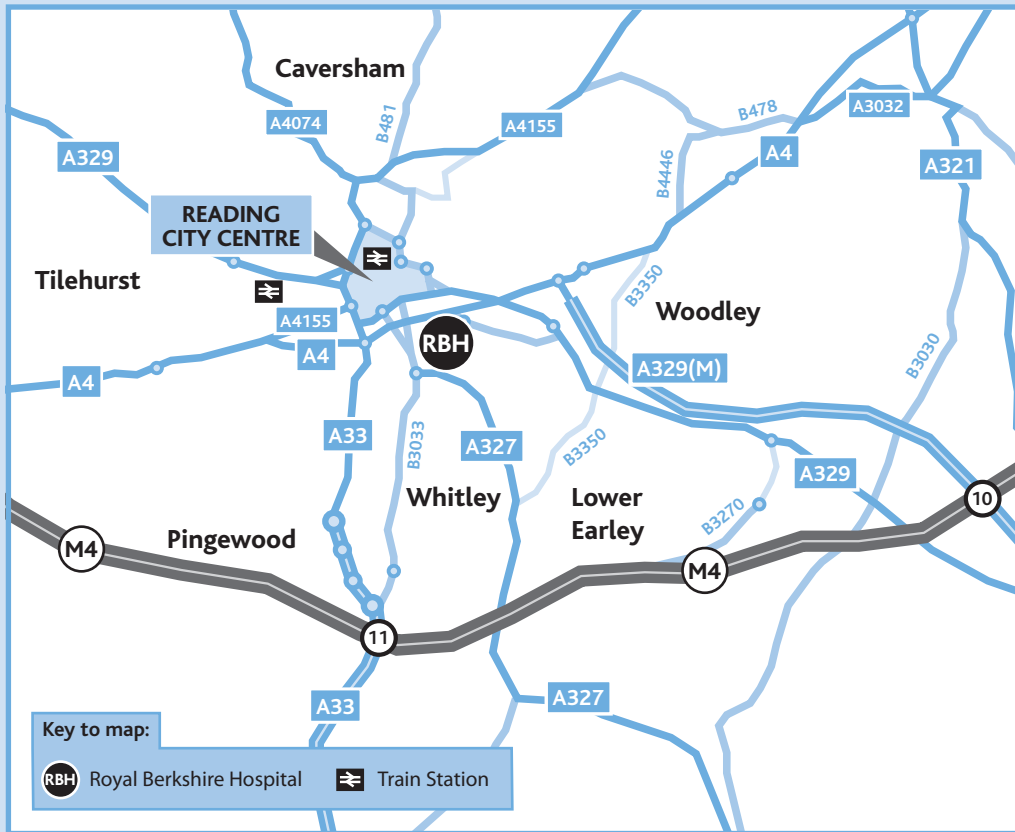 Caversham
A4074
B481
A4155
B478
A3032
A329
B4446
A4
A321
READING
CITY CENTRE
Tilehurst
A4155
A4
B3350
Woodley
RBH
A4
A329(M)
B3030
A33
B3033
A327
B3350
A329
Whitley
Lower
Earley
10
B3270
M4
Pingewood
M4
11
A33
A327
Key to map:
RBH Royal Berkshire Hospital
Train Station